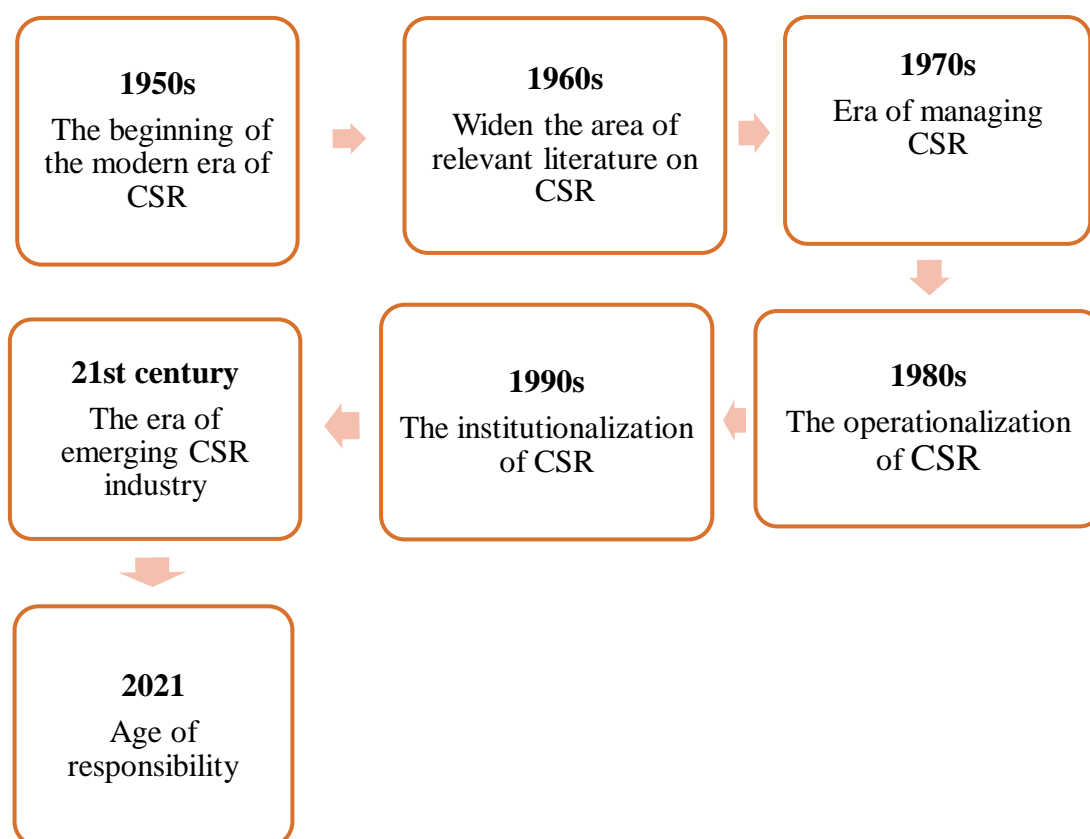 1950s
The beginning of
the modern era of
CSR
1960s
Widen the area of
relevant literature on
CSR
1970s
Era of managing
CSR
1980s
The operationalization
of CSR
1990s
The institutionalization
of CSR
21st century
The era of
emerging CSR
industry
2021
Age of
responsibility